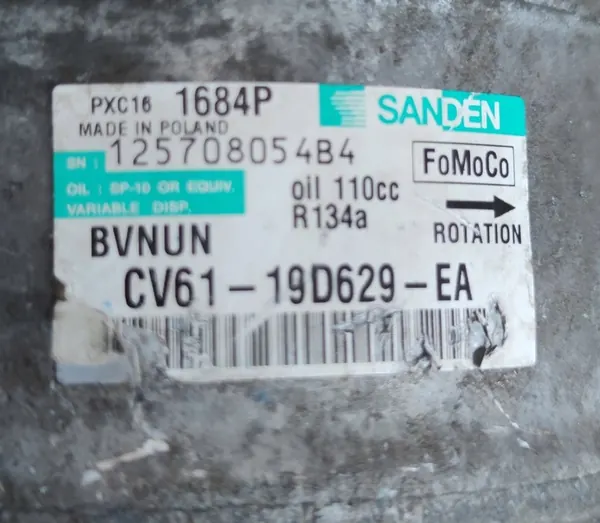 PXC16 1684P SANDEN
MADE IN POLAND
SN : 125708054B4 FoMoCo
OIL : SP-10 OR EQUIV. oil 110cc
VARIABLE DISP. R134a
BVNUN ROTATION
CV61-19D629-EA